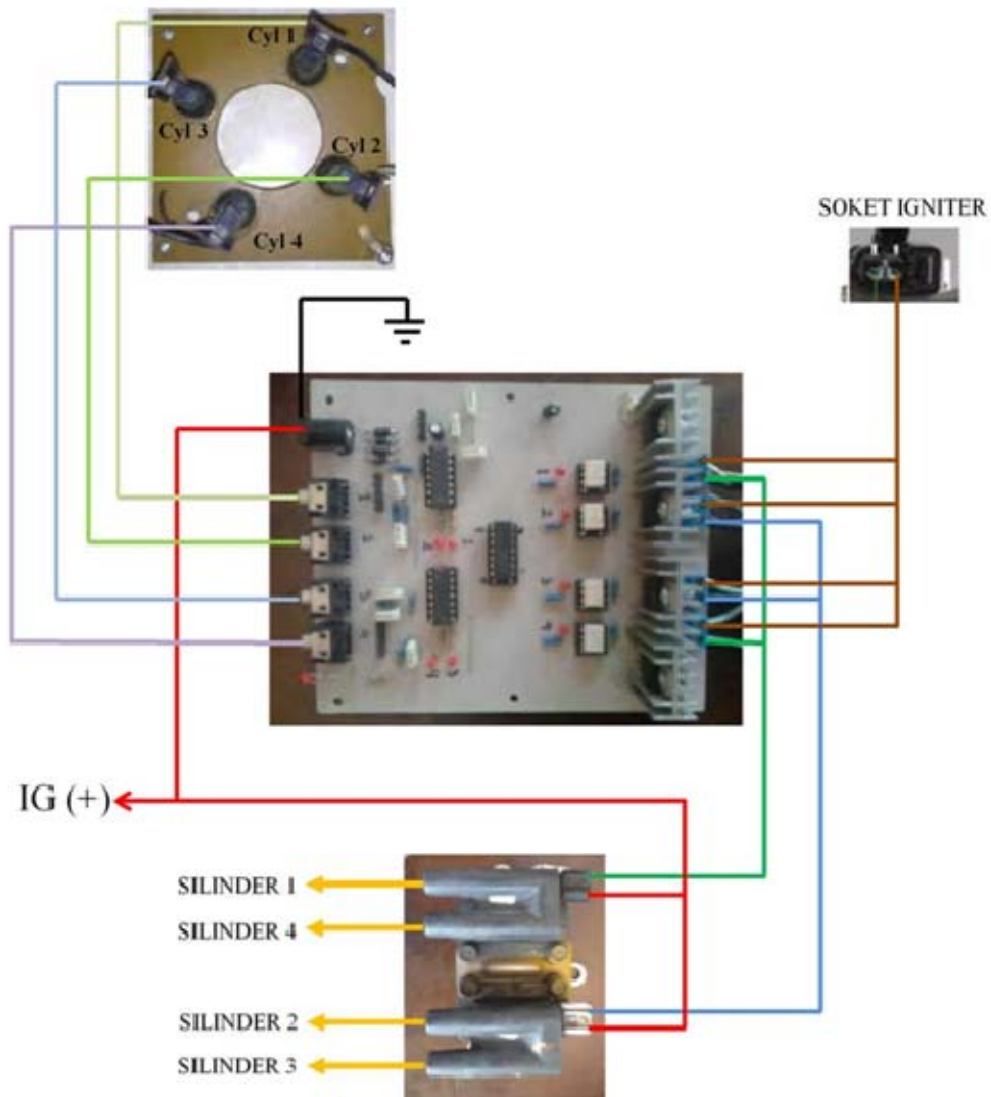 Cyl 1
Cyl 3
Cyl 2
Cyl 4
SOKET IGNITER
IG (+)
SILINDER 1
SILINDER 4
SILINDER 2
SILINDER 3